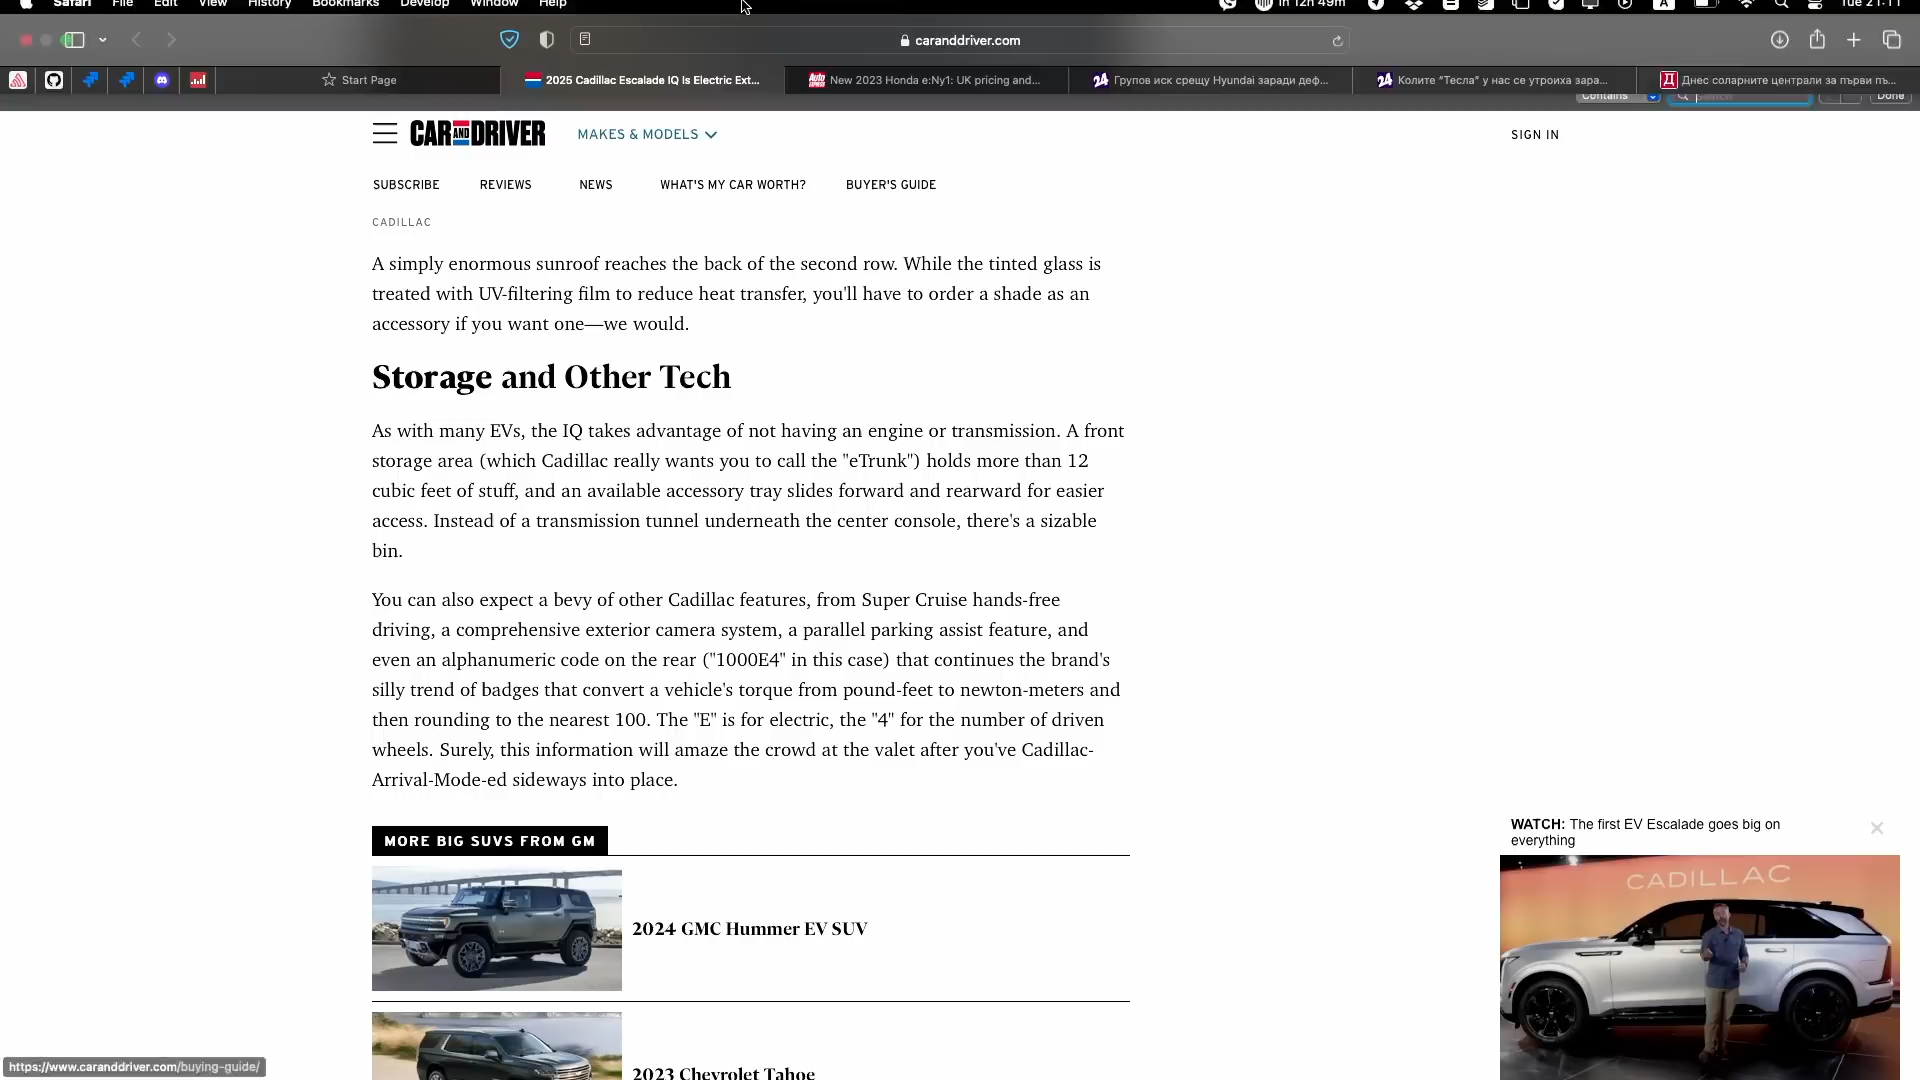 Safari File Edit View History Bookmarks Develop Window Help in 12h 49m Tue 21:11
caranddriver.com
Start Page
2025 Cadillac Escalade IQ Is Electric Ext...
New 2023 Honda e:Ny1: UK pricing and...
Групов иск срещу Hyundai заради деф...
Колите “Тесла” у нас се утроиха зара...
Днес соларните централи за първи пъ...
Contains Search Done
CAR AND DRIVER
MAKES & MODELS
SIGN IN
SUBSCRIBE REVIEWS NEWS WHAT'S MY CAR WORTH? BUYER'S GUIDE
CADILLAC
A simply enormous sunroof reaches the back of the second row. While the tinted glass is
treated with UV-filtering film to reduce heat transfer, you'll have to order a shade as an
accessory if you want one—we would.
Storage and Other Tech
As with many EVs, the IQ takes advantage of not having an engine or transmission. A front
storage area (which Cadillac really wants you to call the "eTrunk") holds more than 12
cubic feet of stuff, and an available accessory tray slides forward and rearward for easier
access. Instead of a transmission tunnel underneath the center console, there's a sizable
bin.
You can also expect a bevy of other Cadillac features, from Super Cruise hands-free
driving, a comprehensive exterior camera system, a parallel parking assist feature, and
even an alphanumeric code on the rear ("1000E4" in this case) that continues the brand's
silly trend of badges that convert a vehicle's torque from pound-feet to newton-meters and
then rounding to the nearest 100. The "E" is for electric, the "4" for the number of driven
wheels. Surely, this information will amaze the crowd at the valet after you've Cadillac-
Arrival-Mode-ed sideways into place.
MORE BIG SUVS FROM GM
2024 GMC Hummer EV SUV
2023 Chevrolet Tahoe
WATCH: The first EV Escalade goes big on
everything
CADILLAC
https://www.caranddriver.com/buying-guide/